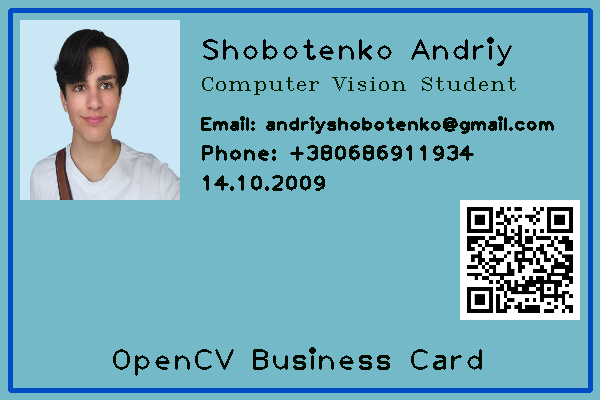 Shobotenko Andriy
Computer Vision Student
Email: andriyshobotenko@gmail.com
Phone: +380686911934
14.10.2009
OpenCV Business Card